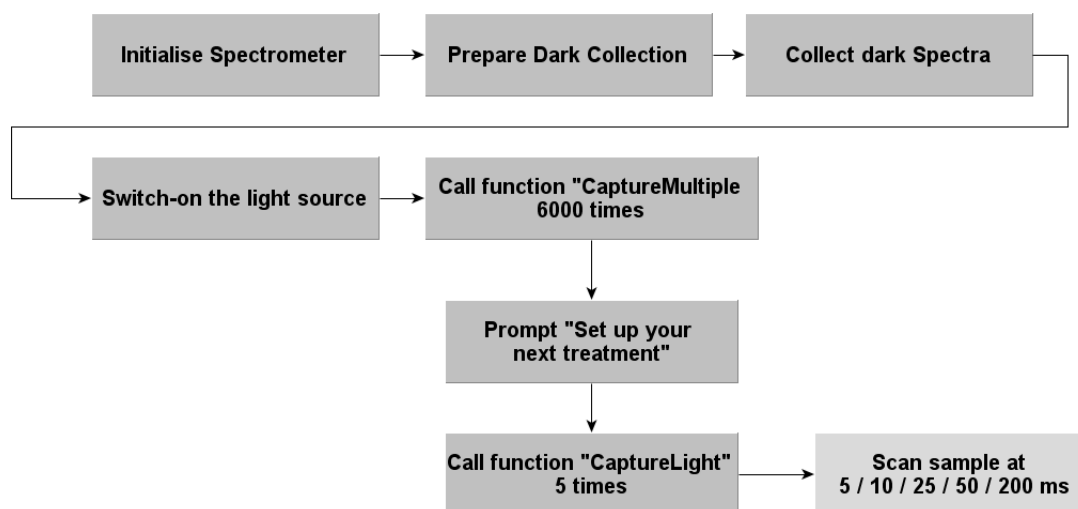 Initialise Spectrometer
Prepare Dark Collection
Collect dark Spectra
Switch-on the light source
Call function "CaptureMultiple
6000 times
Prompt "Set up your
next treatment"
Call function "CaptureLight"
5 times
Scan sample at
5 / 10 / 25 / 50 / 200 ms